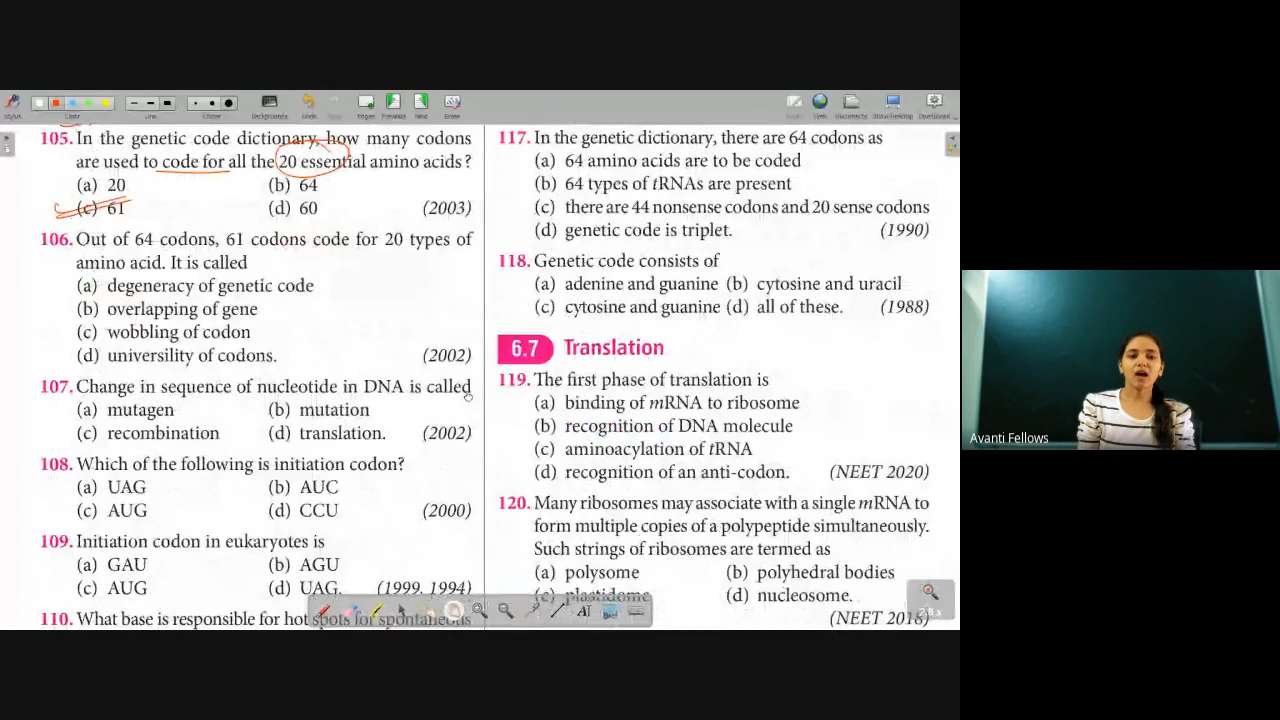 105. In the genetic code dictionary, how many codons
are used to code for all the 20 essential amino acids?
(a) 20 (b) 64
(c) 61 (d) 60 (2003)
106. Out of 64 codons, 61 codons code for 20 types of
amino acid. It is called
(a) degeneracy of genetic code
(b) overlapping of gene
(c) wobbling of codon
(d) universility of codons. (2002)
107. Change in sequence of nucleotide in DNA is called
(a) mutagen (b) mutation
(c) recombination (d) translation. (2002)
108. Which of the following is initiation codon?
(a) UAG (b) AUC
(c) AUG (d) CCU (2000)
109. Initiation codon in eukaryotes is
(a) GAU (b) AGU
(c) AUG (d) UAG. (1999, 1994)
110. What base is responsible for hot spots for spontaneous
117. In the genetic dictionary, there are 64 codons as
(a) 64 amino acids are to be coded
(b) 64 types of tRNAs are present
(c) there are 44 nonsense codons and 20 sense codons
(d) genetic code is triplet. (1990)
118. Genetic code consists of
(a) adenine and guanine (b) cytosine and uracil
(c) cytosine and guanine (d) all of these. (1988)
6.7 Translation
119. The first phase of translation is
(a) binding of mRNA to ribosome
(b) recognition of DNA molecule
(c) aminoacylation of tRNA
(d) recognition of an anti-codon. (NEET 2020)
120. Many ribosomes may associate with a single mRNA to
form multiple copies of a polypeptide simultaneously.
Such strings of ribosomes are termed as
(a) polysome (b) polyhedral bodies
(c) plastidome (d) nucleosome.
(NEET 2016)
Avanti Fellows